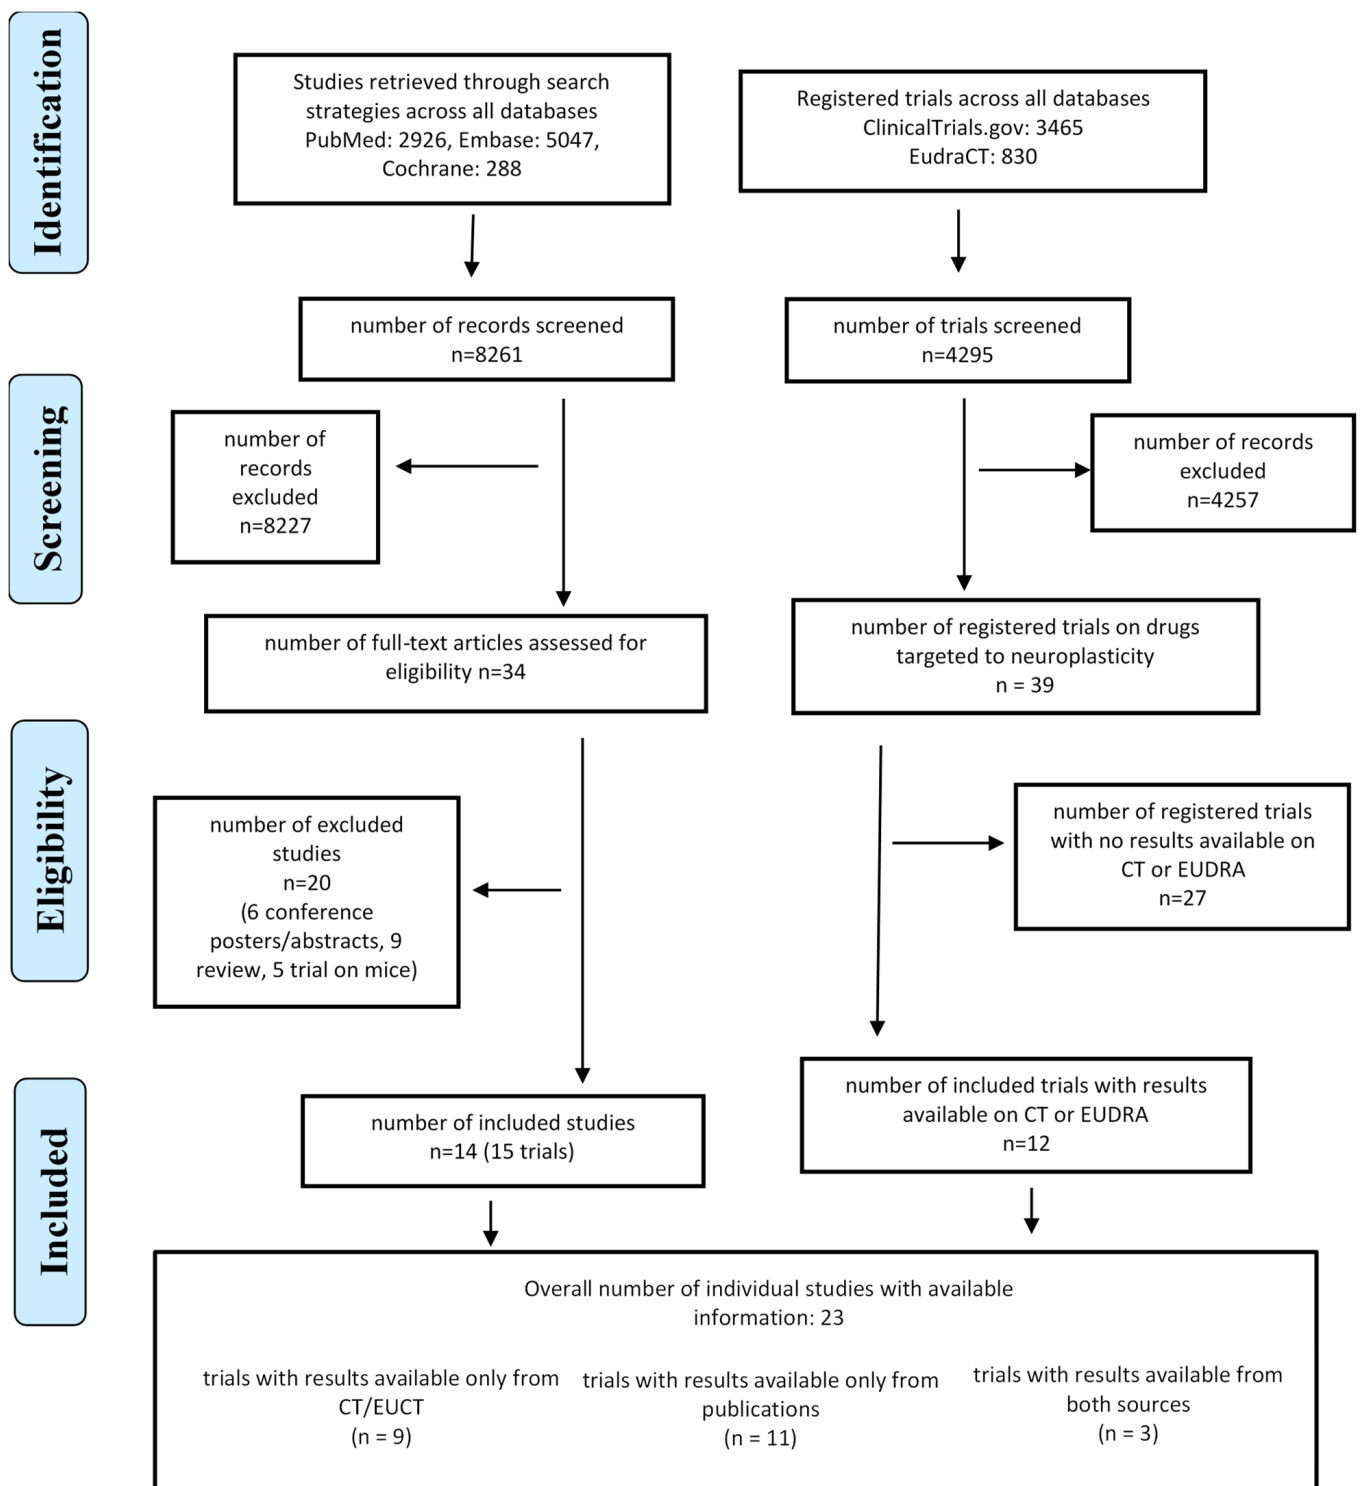 Identification
Studies retrieved through search
strategies across all databases
PubMed: 2926, Embase: 5047,
Cochrane: 288
Registered trials across all databases
ClinicalTrials.gov: 3465
EudraCT: 830
number of records screened
n=8261
number of trials screened
n=4295
Screening
number of
records
excluded
n=8227
number of records
excluded
n=4257
number of full-text articles assessed for
eligibility n=34
number of registered trials on drugs
targeted to neuroplasticity
n = 39
Eligibility
number of excluded
studies
n=20
(6 conference
posters/abstracts, 9
review, 5 trial on mice)
number of registered trials
with no results available on
CT or EUDRA
n=27
Included
number of included studies
n=14 (15 trials)
number of included trials with results
available on CT or EUDRA
n=12
Overall number of individual studies with available
information: 23
trials with results available only from
CT/EUCT
(n = 9)
trials with results available only from
publications
(n = 11)
trials with results available from
both sources
(n = 3)